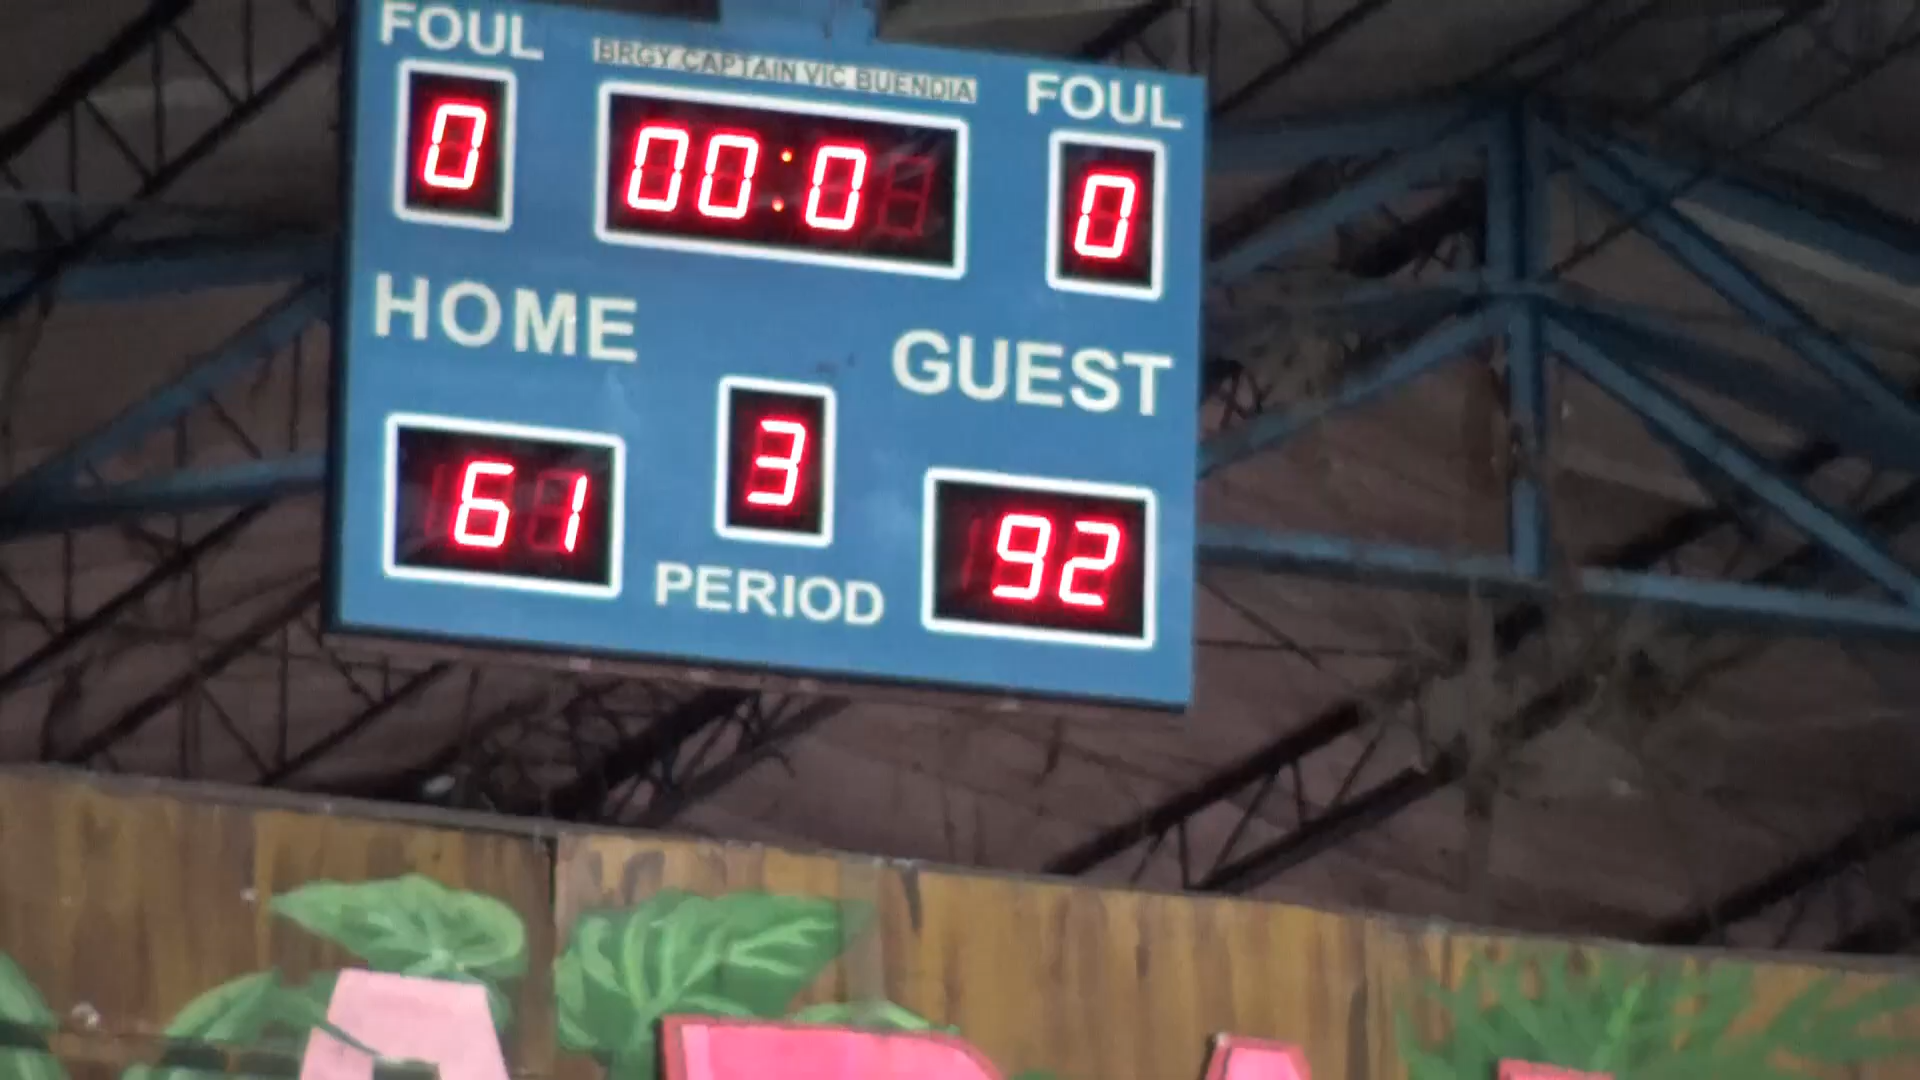 FOUL
BRGY.CAPTAIN VIC BUENDIA
FOUL
0
00:0
0
HOME
GUEST
61
3
92
PERIOD